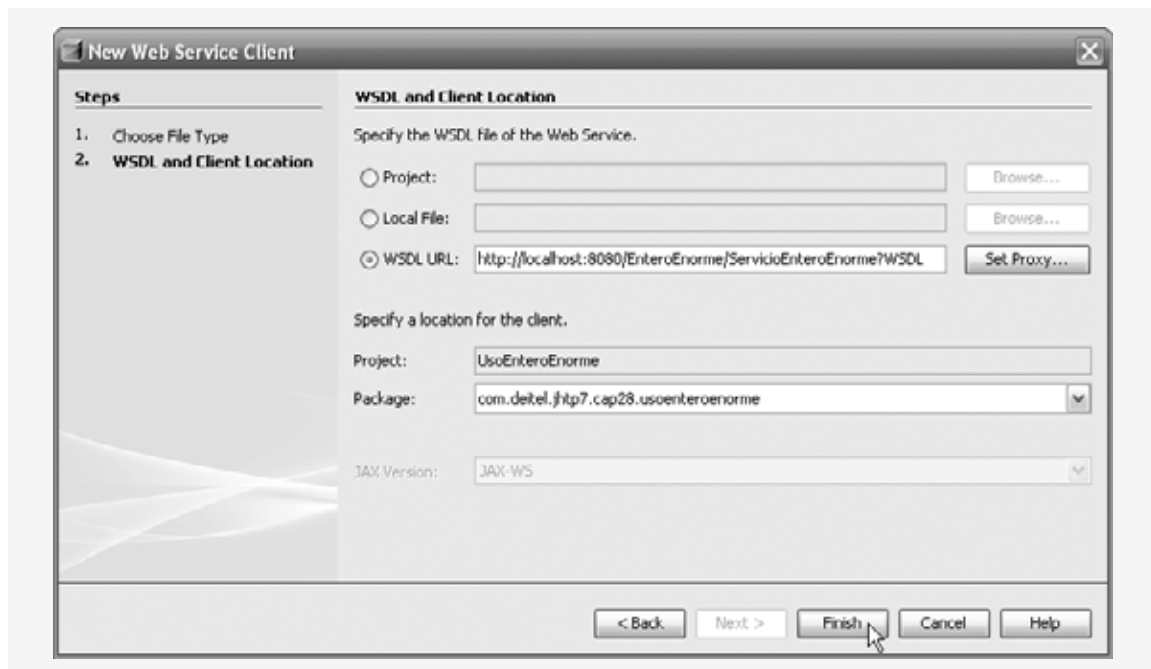 New Web Service Client
Steps
1. Choose File Type
2. WSDL and Client Location
WSDL and Client Location
Specify the WSDL file of the Web Service.
Project: Browse...
Local File: Browse...
WSDL URL: http://localhost:8080/EnteroEnorme/ServicioEnteroEnorme?WSDL Set Proxy...
Specify a location for the client.
Project: UsoEnteroEnorme
Package: com.deitel.jhtp7.cap28.usoenteroenorme
JAX Version: JAX-WS
< Back Next > Finish Cancel Help